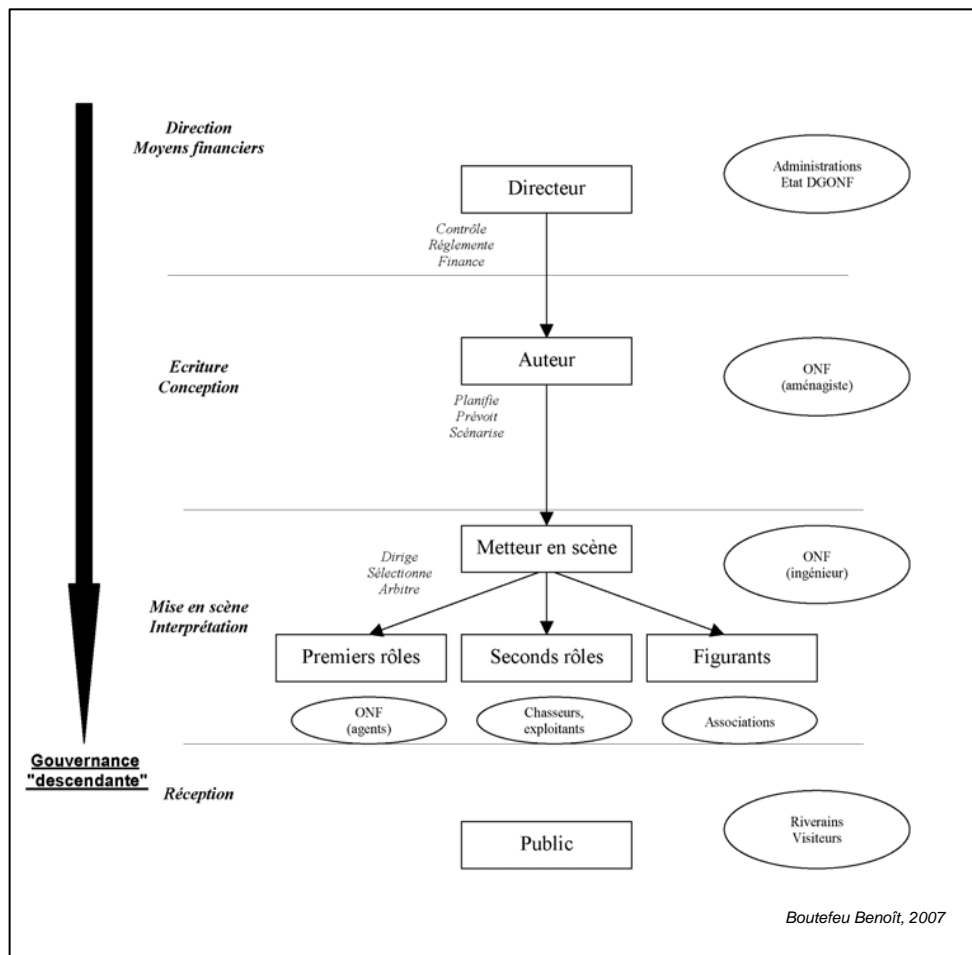 Direction
Moyens financiers
Directeur
Administrations
Etat DGONF
Contrôle
Réglemente
Finance
Ecriture
Conception
Auteur
ONF
(aménagiste)
Planifie
Prévoit
Scénarise
Metteur en scène
ONF
(ingénieur)
Dirige
Sélectionne
Arbitre
Mise en scène
Interprétation
Premiers rôles
Seconds rôles
Figurants
ONF
(agents)
Chasseurs,
exploitants
Associations
Gouvernance
"descendante"
Réception
Public
Riverains
Visiteurs
Boutefeu Benoît, 2007